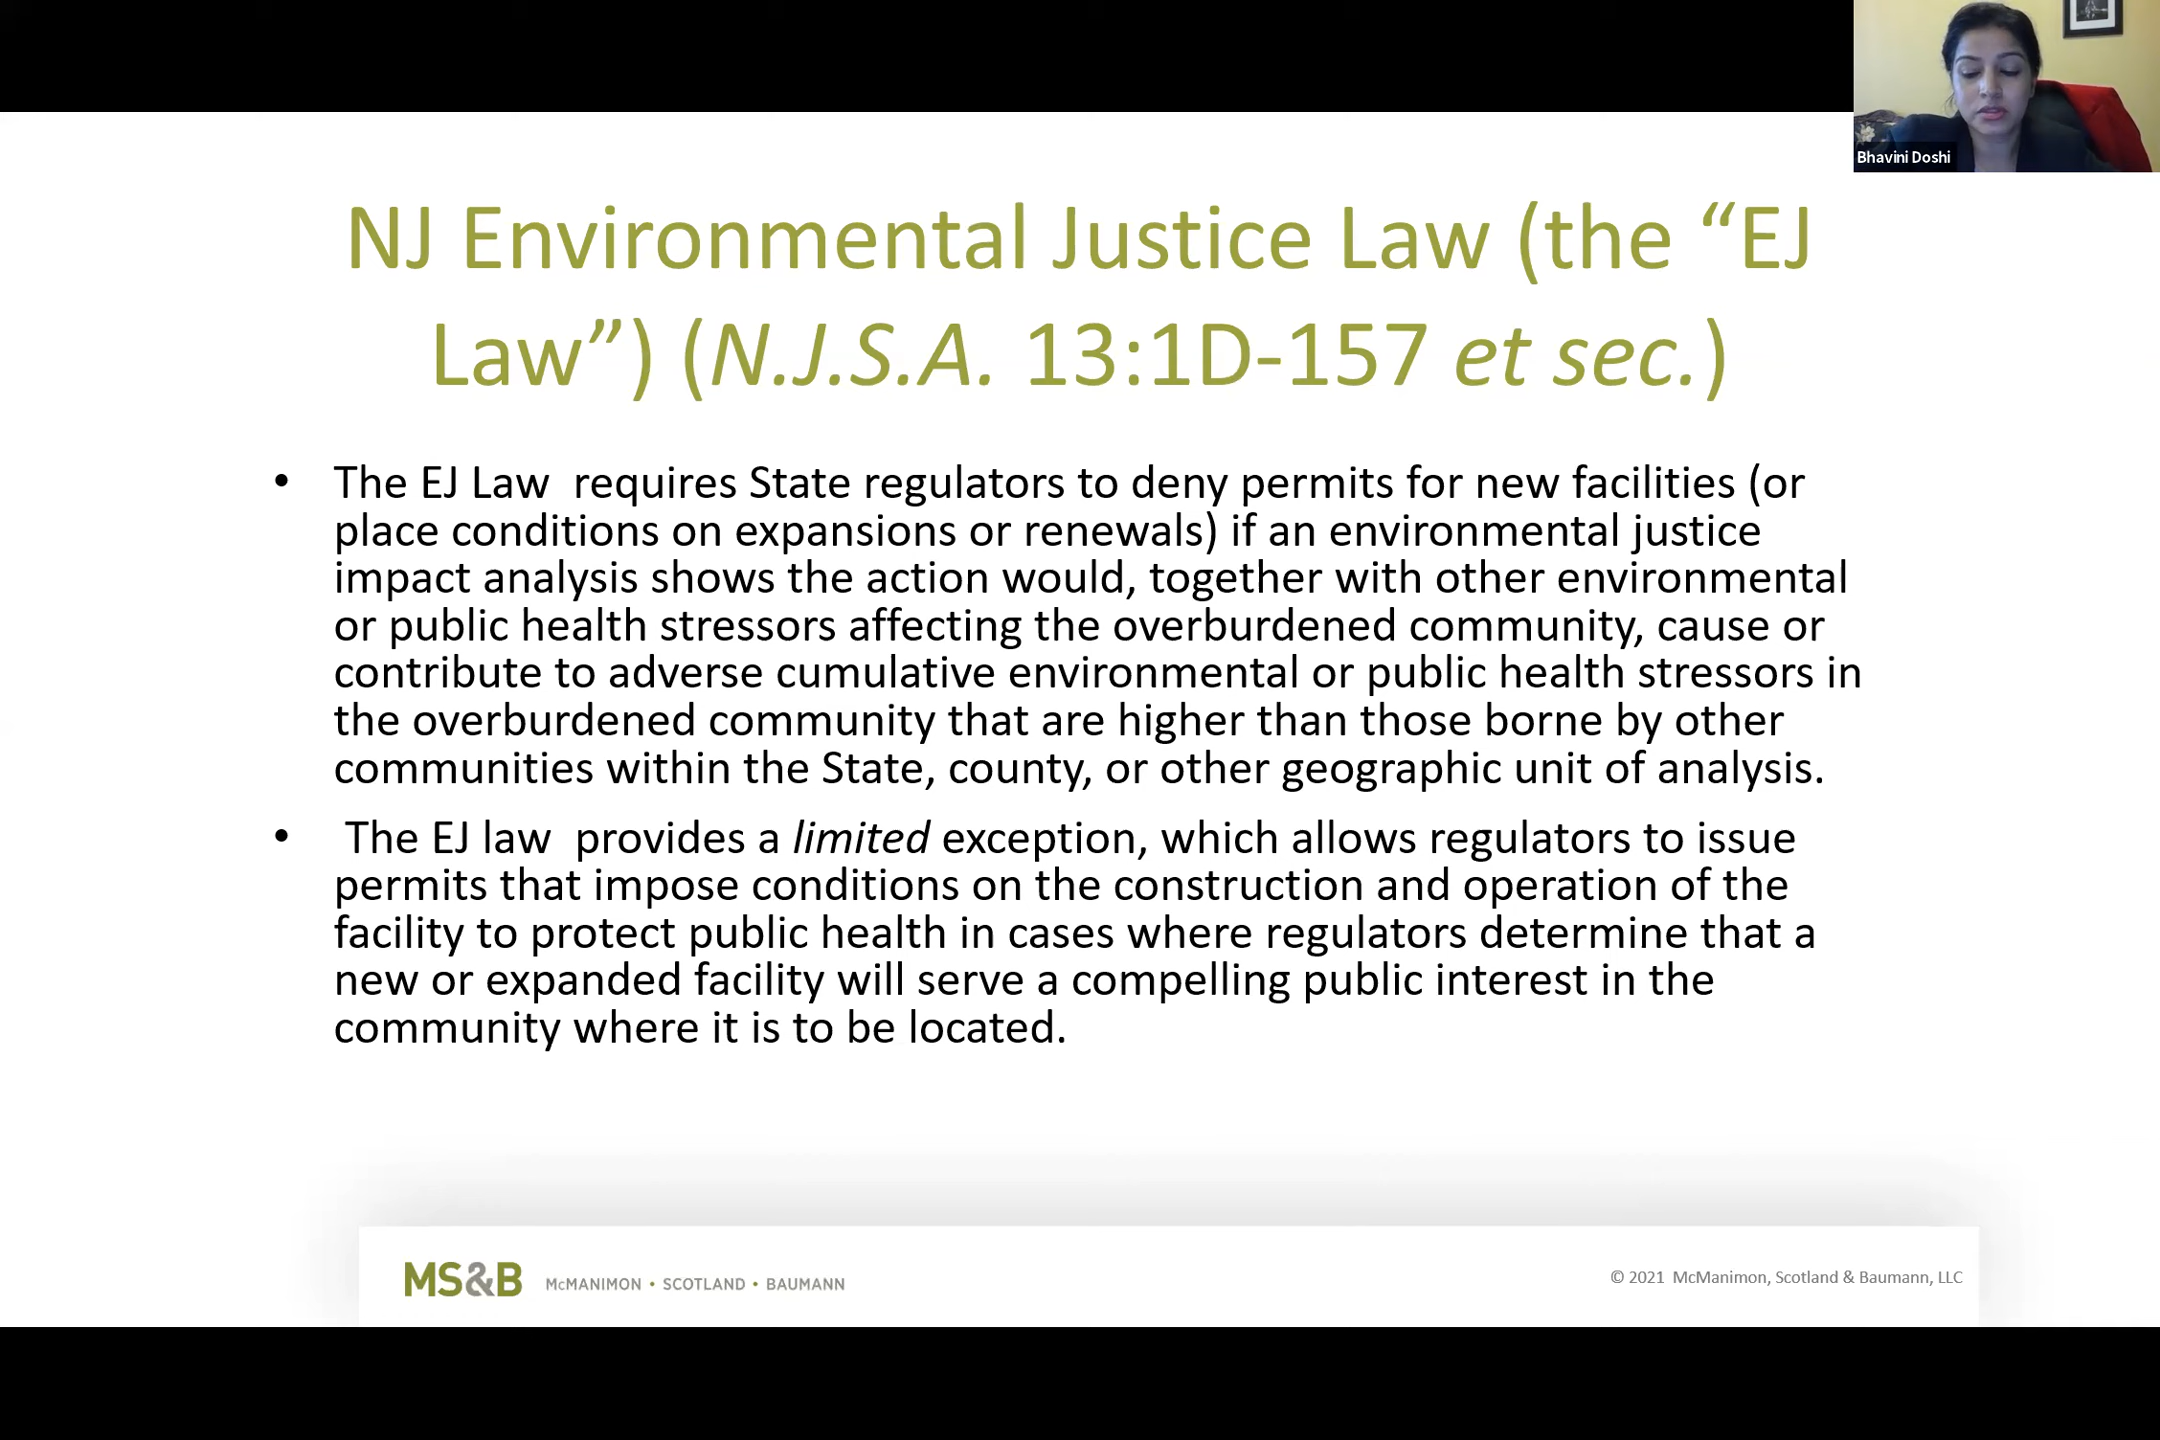 Bhavini Doshi
NJ Environmental Justice Law (the “EJ
Law”) (N.J.S.A. 13:1D-157 et sec.)
• The EJ Law requires State regulators to deny permits for new facilities (or
place conditions on expansions or renewals) if an environmental justice
impact analysis shows the action would, together with other environmental
or public health stressors affecting the overburdened community, cause or
contribute to adverse cumulative environmental or public health stressors in
the overburdened community that are higher than those borne by other
communities within the State, county, or other geographic unit of analysis.
• The EJ law provides a limited exception, which allows regulators to issue
permits that impose conditions on the construction and operation of the
facility to protect public health in cases where regulators determine that a
new or expanded facility will serve a compelling public interest in the
community where it is to be located.
MS&B McMANIMON • SCOTLAND • BAUMANN
© 2021 McManimon, Scotland & Baumann, LLC